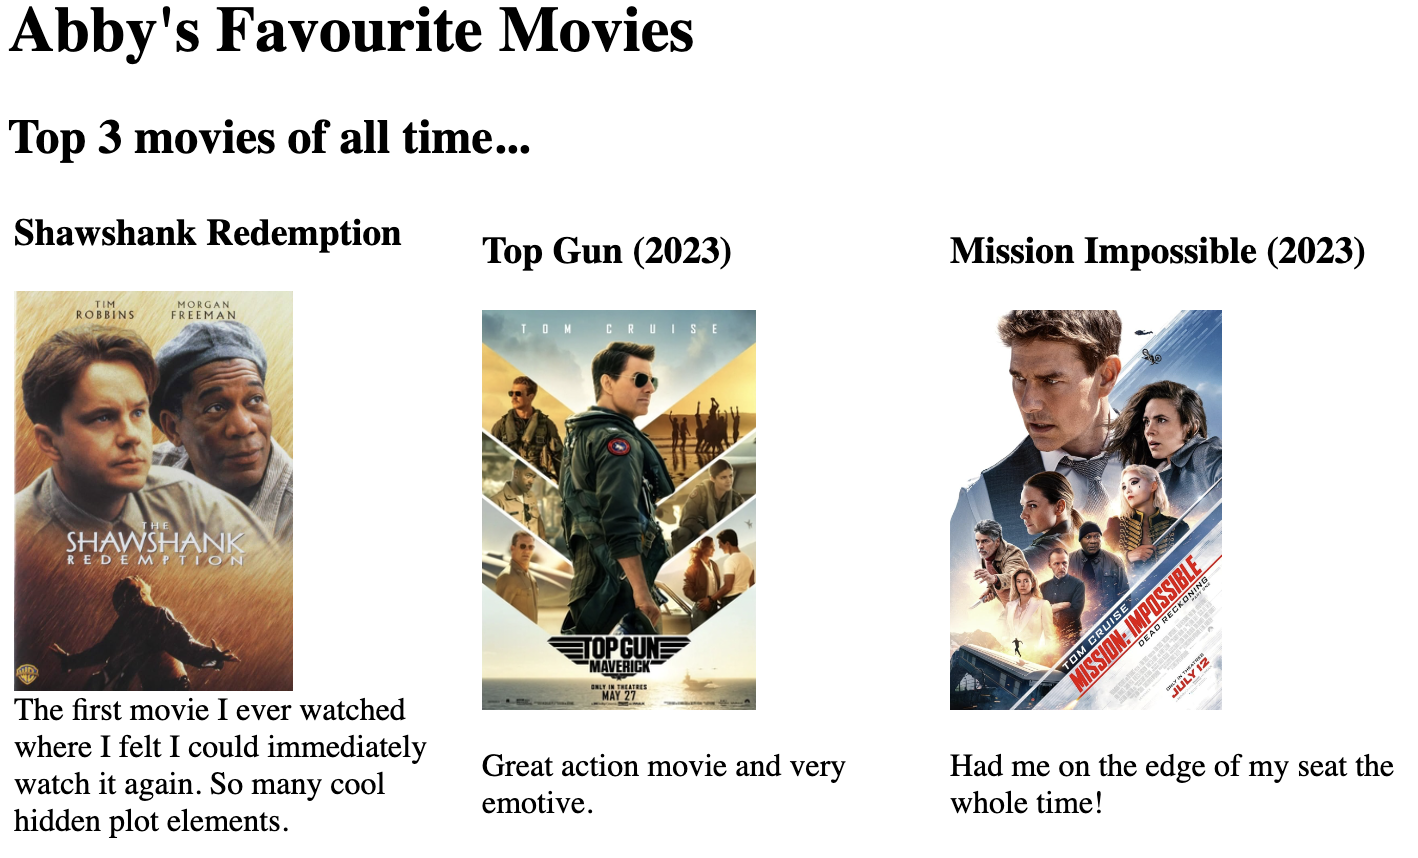 Abby's Favourite Movies
Top 3 movies of all time...
Shawshank Redemption
TIM ROBBINS
MORGAN FREEMAN
THE
SHAWSHANK
REDEMPTION
The first movie I ever watched
where I felt I could immediately
watch it again. So many cool
hidden plot elements.
Top Gun (2023)
TOM CRUISE
TOP GUN
MAVERICK
ONLY IN THEATRES
MAY 27
Great action movie and very
emotive.
Mission Impossible (2023)
TOM CRUISE
MISSION: IMPOSSIBLE
DEAD RECKONING
PART ONE
ONLY IN THEATRES
JULY 12
Had me on the edge of my seat the
whole time!